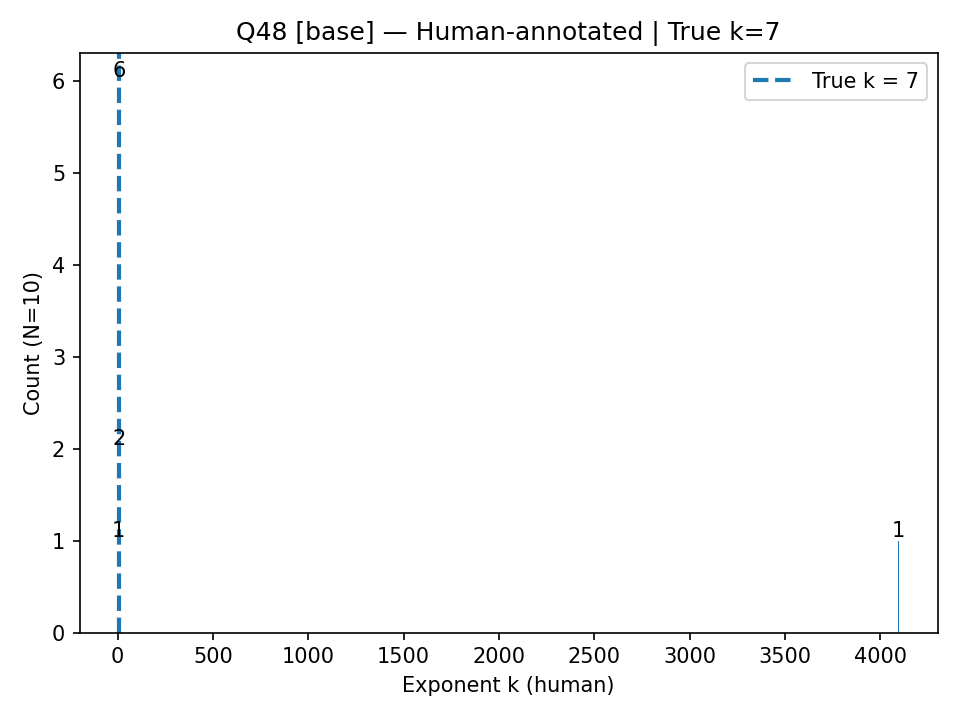 Q48 [base] — Human-annotated | True k=7
True k = 7
Count (N=10)
6
5
4
3
2
1
0
6
2
1
1
0 500 1000 1500 2000 2500 3000 3500 4000
Exponent k (human)